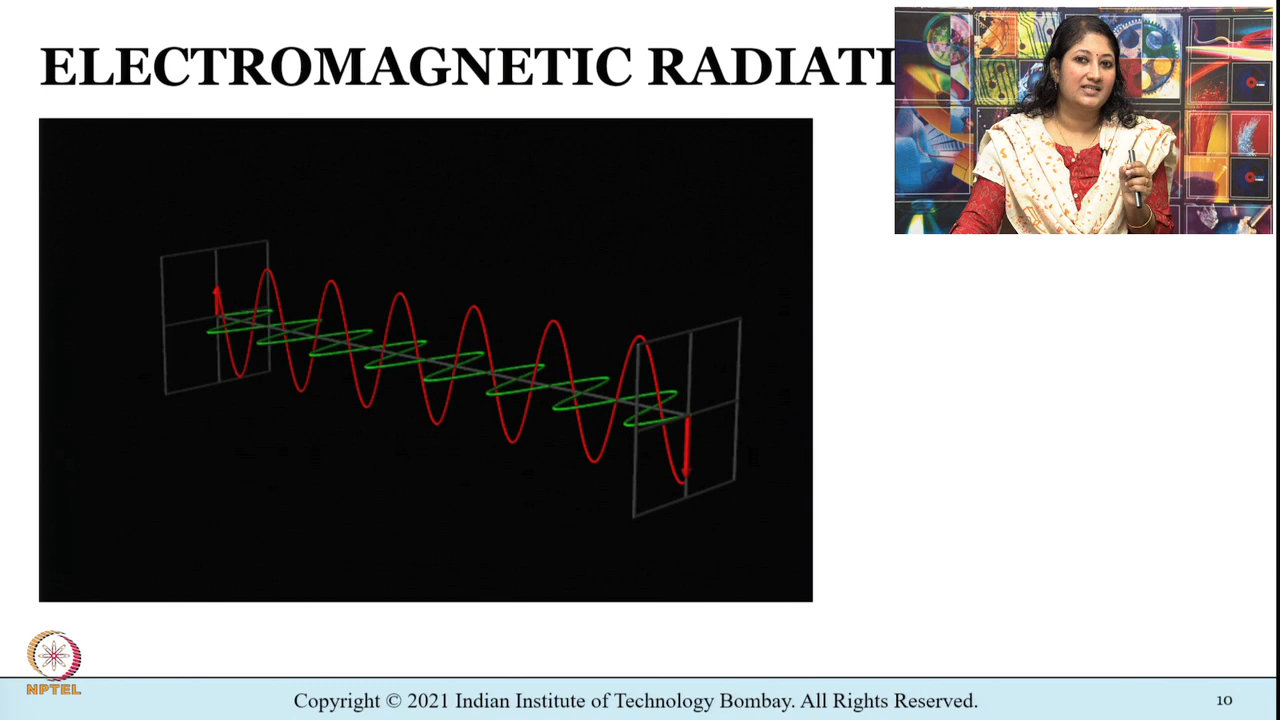 ELECTROMAGNETIC RADIATI
NPTEL
Copyright © 2021 Indian Institute of Technology Bombay. All Rights Reserved.
10